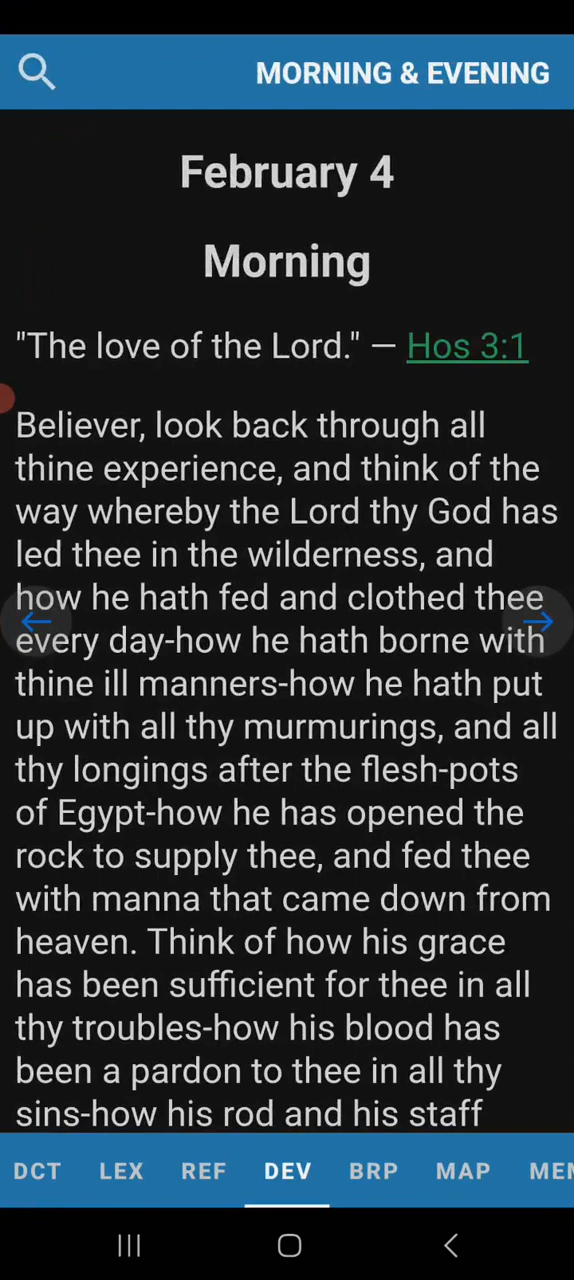 MORNING & EVENING
February 4
Morning
"The love of the Lord." — Hos 3:1
Believer, look back through all
thine experience, and think of the
way whereby the Lord thy God has
led thee in the wilderness, and
how he hath fed and clothed thee
every day-how he hath borne with
thine ill manners-how he hath put
up with all thy murmurings, and all
thy longings after the flesh-pots
of Egypt-how he has opened the
rock to supply thee, and fed thee
with manna that came down from
heaven. Think of how his grace
has been sufficient for thee in all
thy troubles-how his blood has
been a pardon to thee in all thy
sins-how his rod and his staff
DCT LEX REF DEV BRP MAP MEM